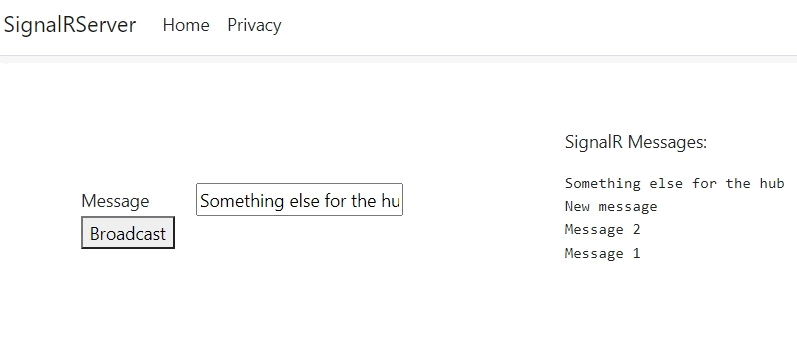 SignalRServer Home Privacy
SignalR Messages:
Message Something else for the hu
Broadcast
Something else for the hub
New message
Message 2
Message 1